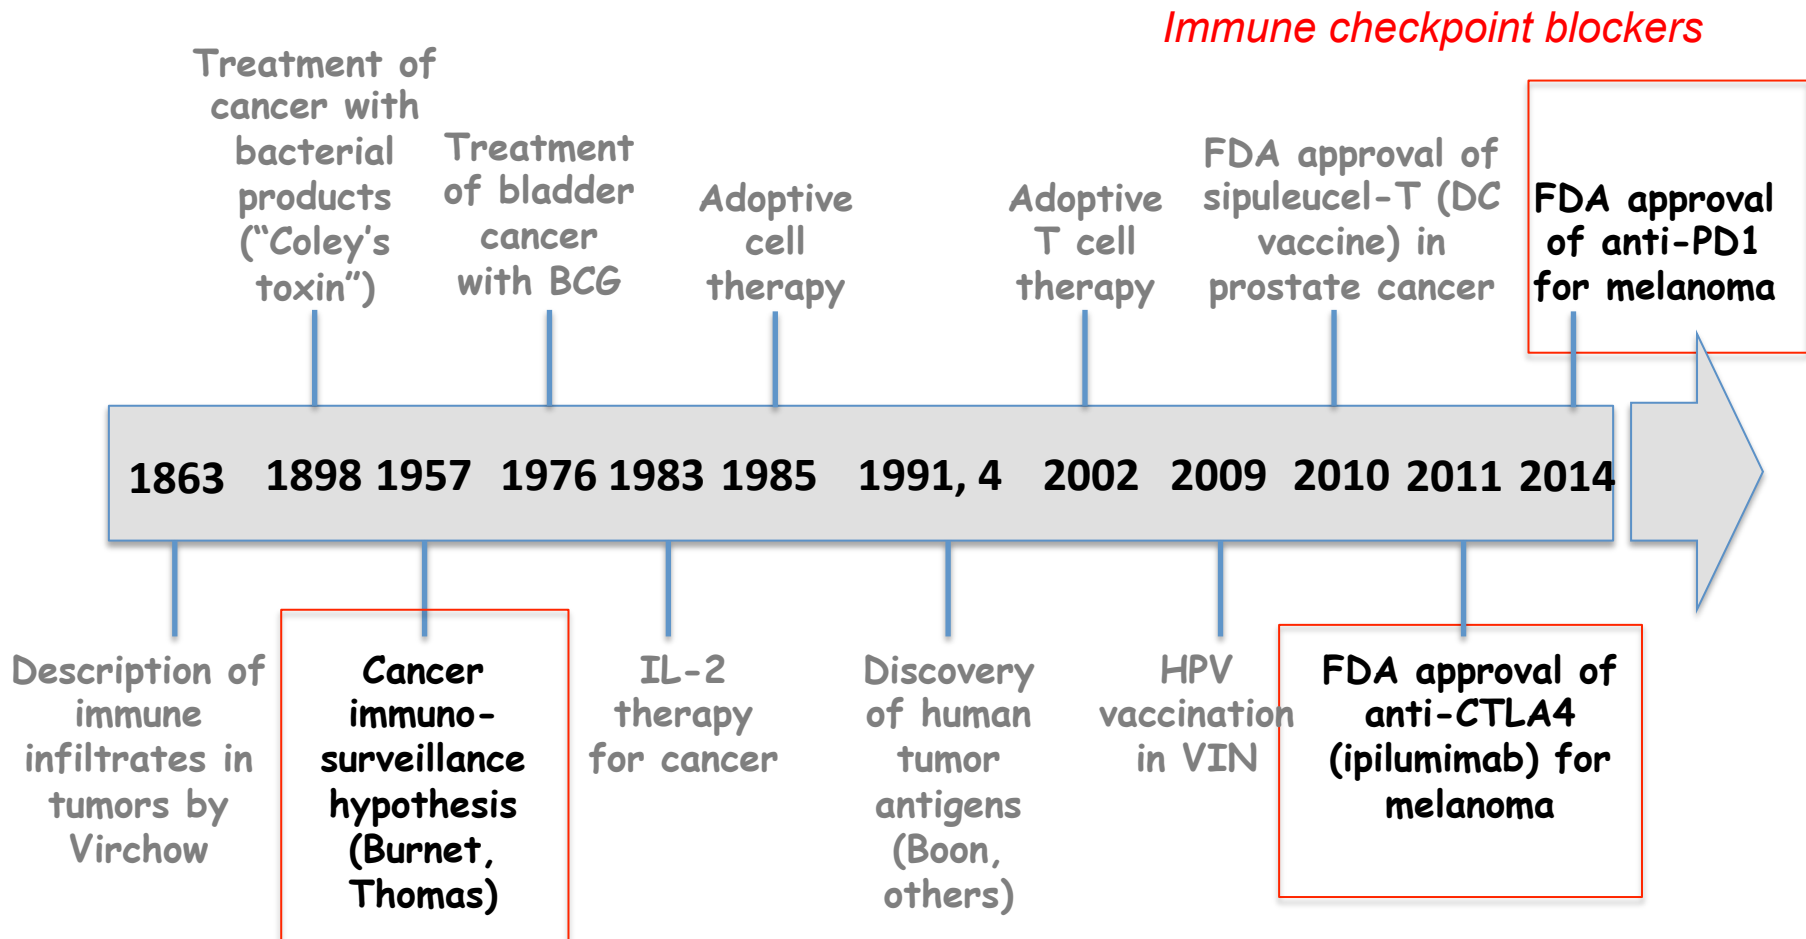 Immune checkpoint blockers
Treatment of
cancer with
bacterial
products
(“Coley’s
toxin”)
Treatment
of bladder
cancer
with BCG
Adoptive
cell
therapy
Adoptive
T cell
therapy
FDA approval of
sipuleucel-T (DC
vaccine) in
prostate cancer
FDA approval
of anti-PD1
for melanoma
1863 1898 1957 1976 1983 1985 1991, 4 2002 2009 2010 2011 2014
Description of
immune
infiltrates in
tumors by
Virchow
Cancer
immuno-
surveillance
hypothesis
(Burnet,
Thomas)
IL-2
therapy
for cancer
Discovery
of human
tumor
antigens
(Boon,
others)
HPV
vaccination
in VIN
FDA approval of
anti-CTLA4
(ipilumimab) for
melanoma